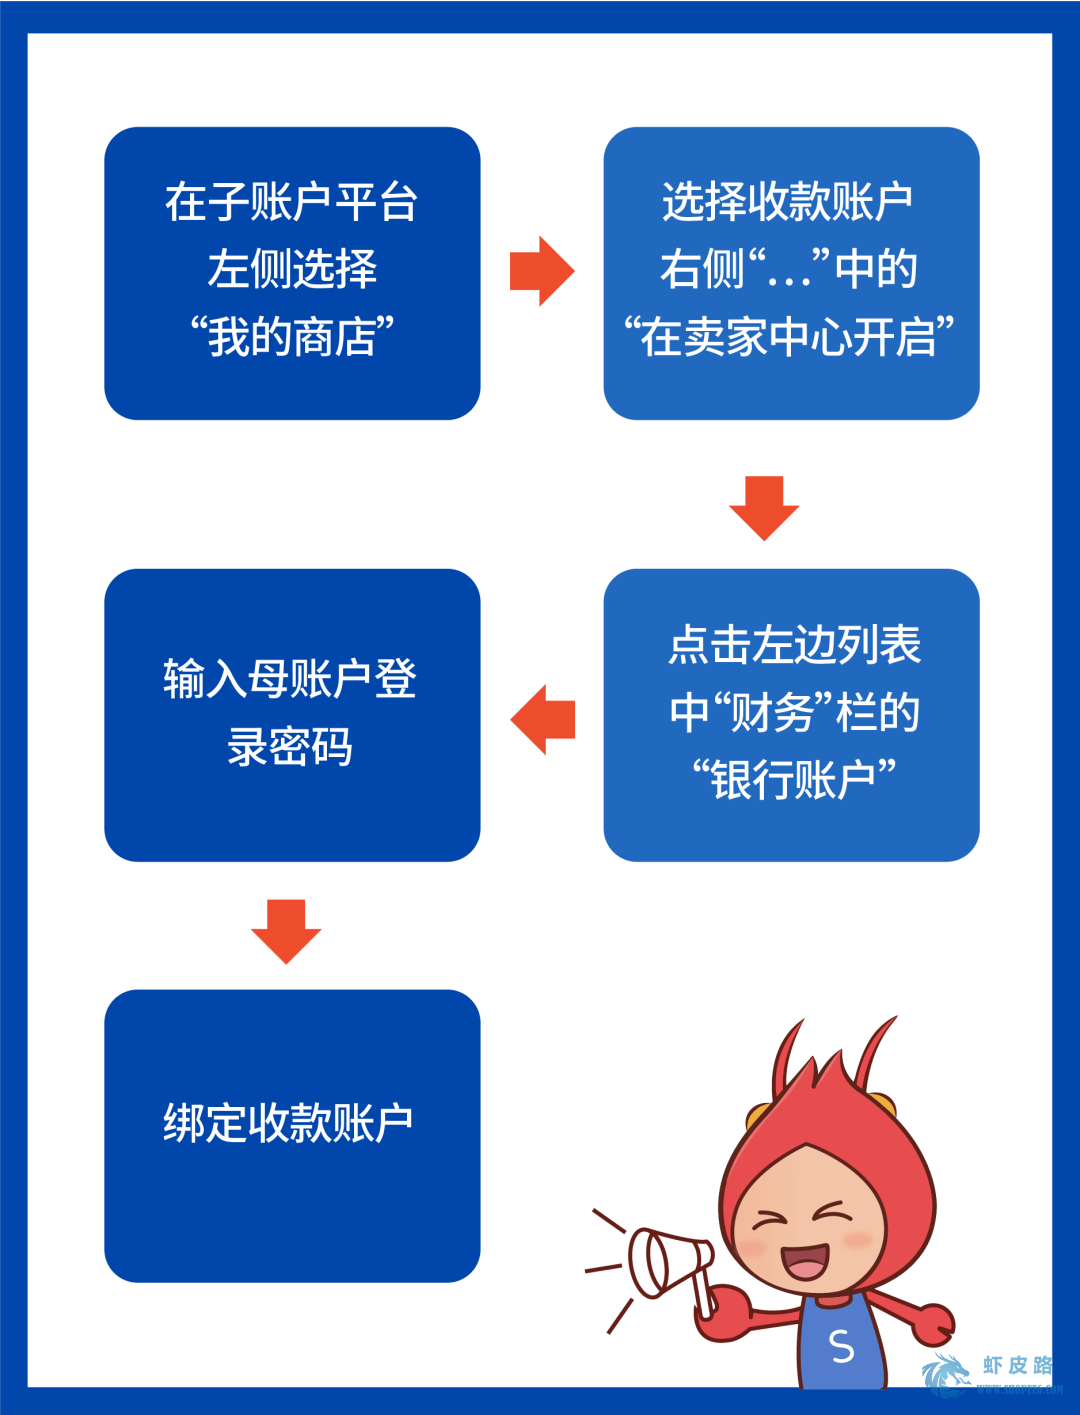 在子账户平台
左侧选择
“我的商店”
选择收款账户
右侧“...”中的
“在卖家中心开启”
点击左边列表
中“财务”栏的
“银行账户”
输入母账户登
录密码
绑定收款账户
S
虾皮路